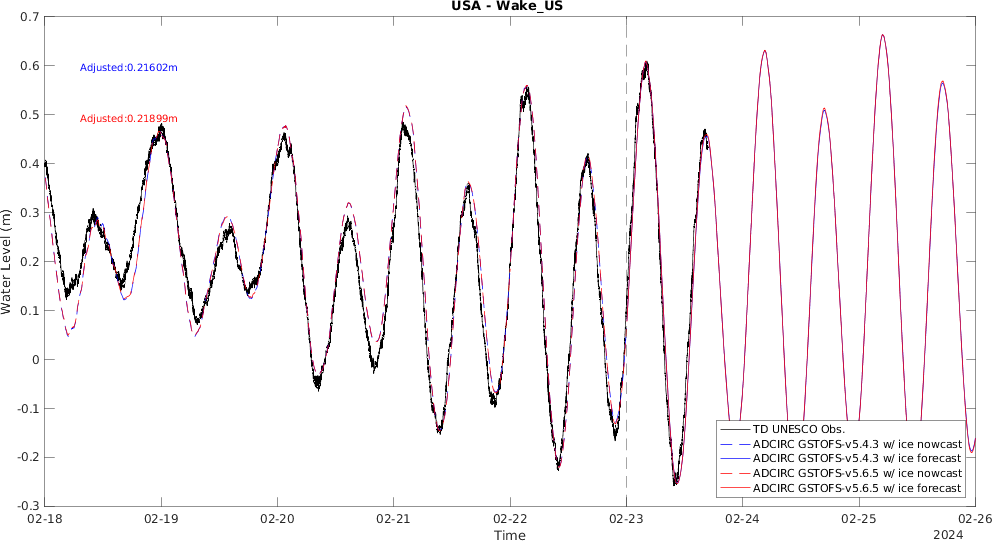 USA - Wake_US
0.7
0.6
0.5
0.4
0.3
0.2
0.1
0
-0.1
-0.2
-0.3
Water Level (m)
Adjusted:0.21602m
Adjusted:0.21899m
TD UNESCO Obs.
ADCIRC GSTOFS-v5.4.3 w/ ice nowcast
ADCIRC GSTOFS-v5.4.3 w/ ice forecast
ADCIRC GSTOFS-v5.6.5 w/ ice nowcast
ADCIRC GSTOFS-v5.6.5 w/ ice forecast
02-18 02-19 02-20 02-21 02-22 02-23 02-24 02-25 02-26
Time
2024